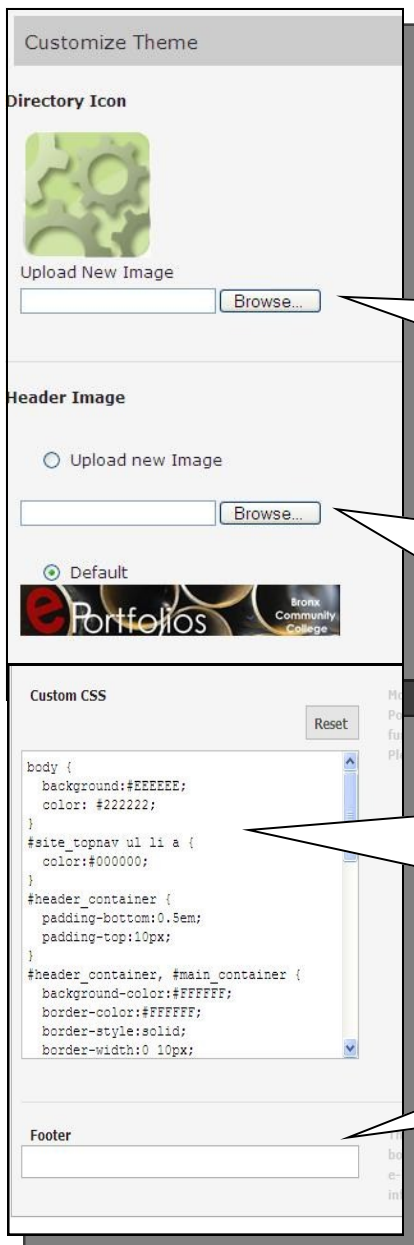 Customize Theme
Directory Icon
Upload New Image
Browse...
Header Image
Upload new Image
Browse...
Default
ePortfolios
Bronx
Community
College
Custom CSS
Reset
body {
background:#EEEEEE;
color: #222222;
}
#site_topnav ul li a {
color:#000000;
}
#header_container {
padding-bottom:0.5em;
padding-top:10px;
}
#header_container, #main_container {
background-color:#FFFFFF;
border-color:#FFFFFF;
border-style:solid;
border-width:0 10px;
Footer